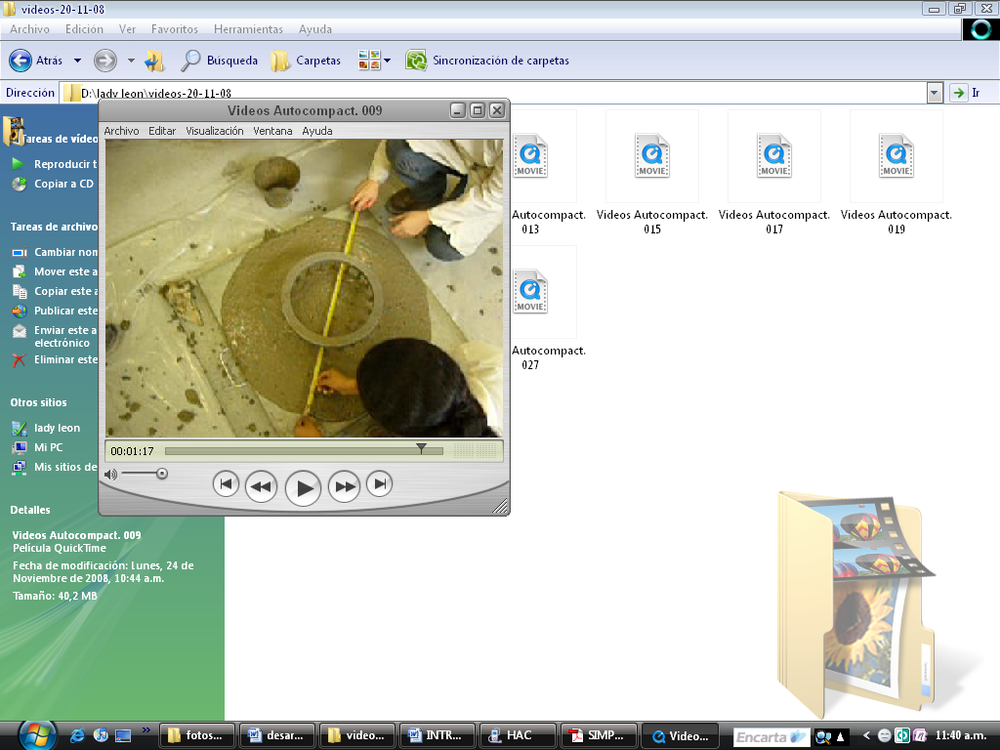 videos-20-11-08
Archivo Edición Ver Favoritos Herramientas Ayuda
Atrás Búsqueda Carpetas Sincronización de carpetas
Dirección D:\lady leon\videos-20-11-08 Ir
Videos Autocompact. 009
Archivo Editar Visualización Ventana Ayuda
00:01:17
Tareas de vídeo
Reproducir t
Copiar a CD
Tareas de archivo
Cambiar nom
Mover este a
Copiar este a
Publicar este
Enviar este a
electrónico
Eliminar este
Otros sitios
lady leon
Mi PC
Mis sitios de
Detalles
Videos Autocompact. 009
Película QuickTime
Fecha de modificación: Lunes, 24 de
Noviembre de 2008, 10:44 a.m.
Tamaño: 40,2 MB
MOVIE
Autocompact.
013
MOVIE
Videos Autocompact.
015
MOVIE
Videos Autocompact.
017
MOVIE
Videos Autocompact.
019
MOVIE
Autocompact.
027
fotos... desar... video... INTR... HAC SIMP... Video... Encarta 11:40 a.m.